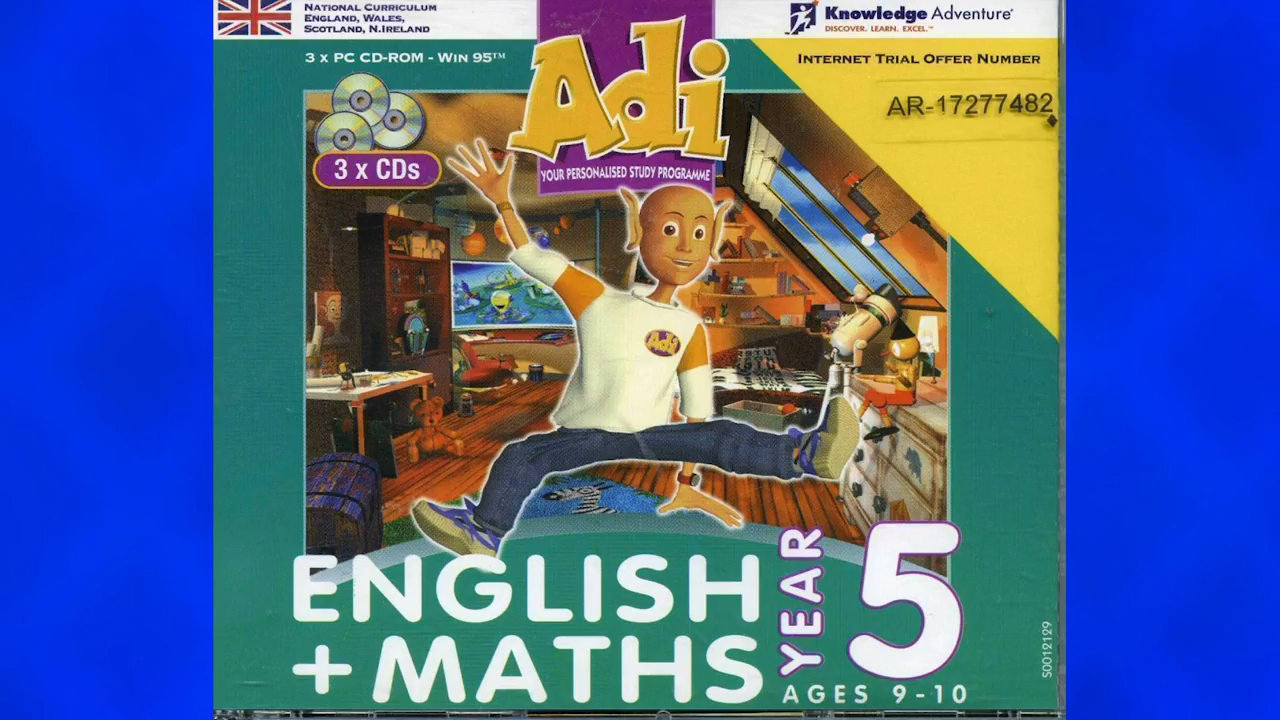 NATIONAL CURRICULUM
ENGLAND, WALES,
SCOTLAND, N.IRELAND
Knowledge Adventure®
DISCOVER. LEARN. EXCEL.™
3 x PC CD-ROM - WIN 95™
INTERNET TRIAL OFFER NUMBER
AR-17277482
Adi
YOUR PERSONALISED STUDY PROGRAMME
3 x CDs
Adi
ENGLISH
+ MATHS
YEAR
5
AGES 9-10
S0012129